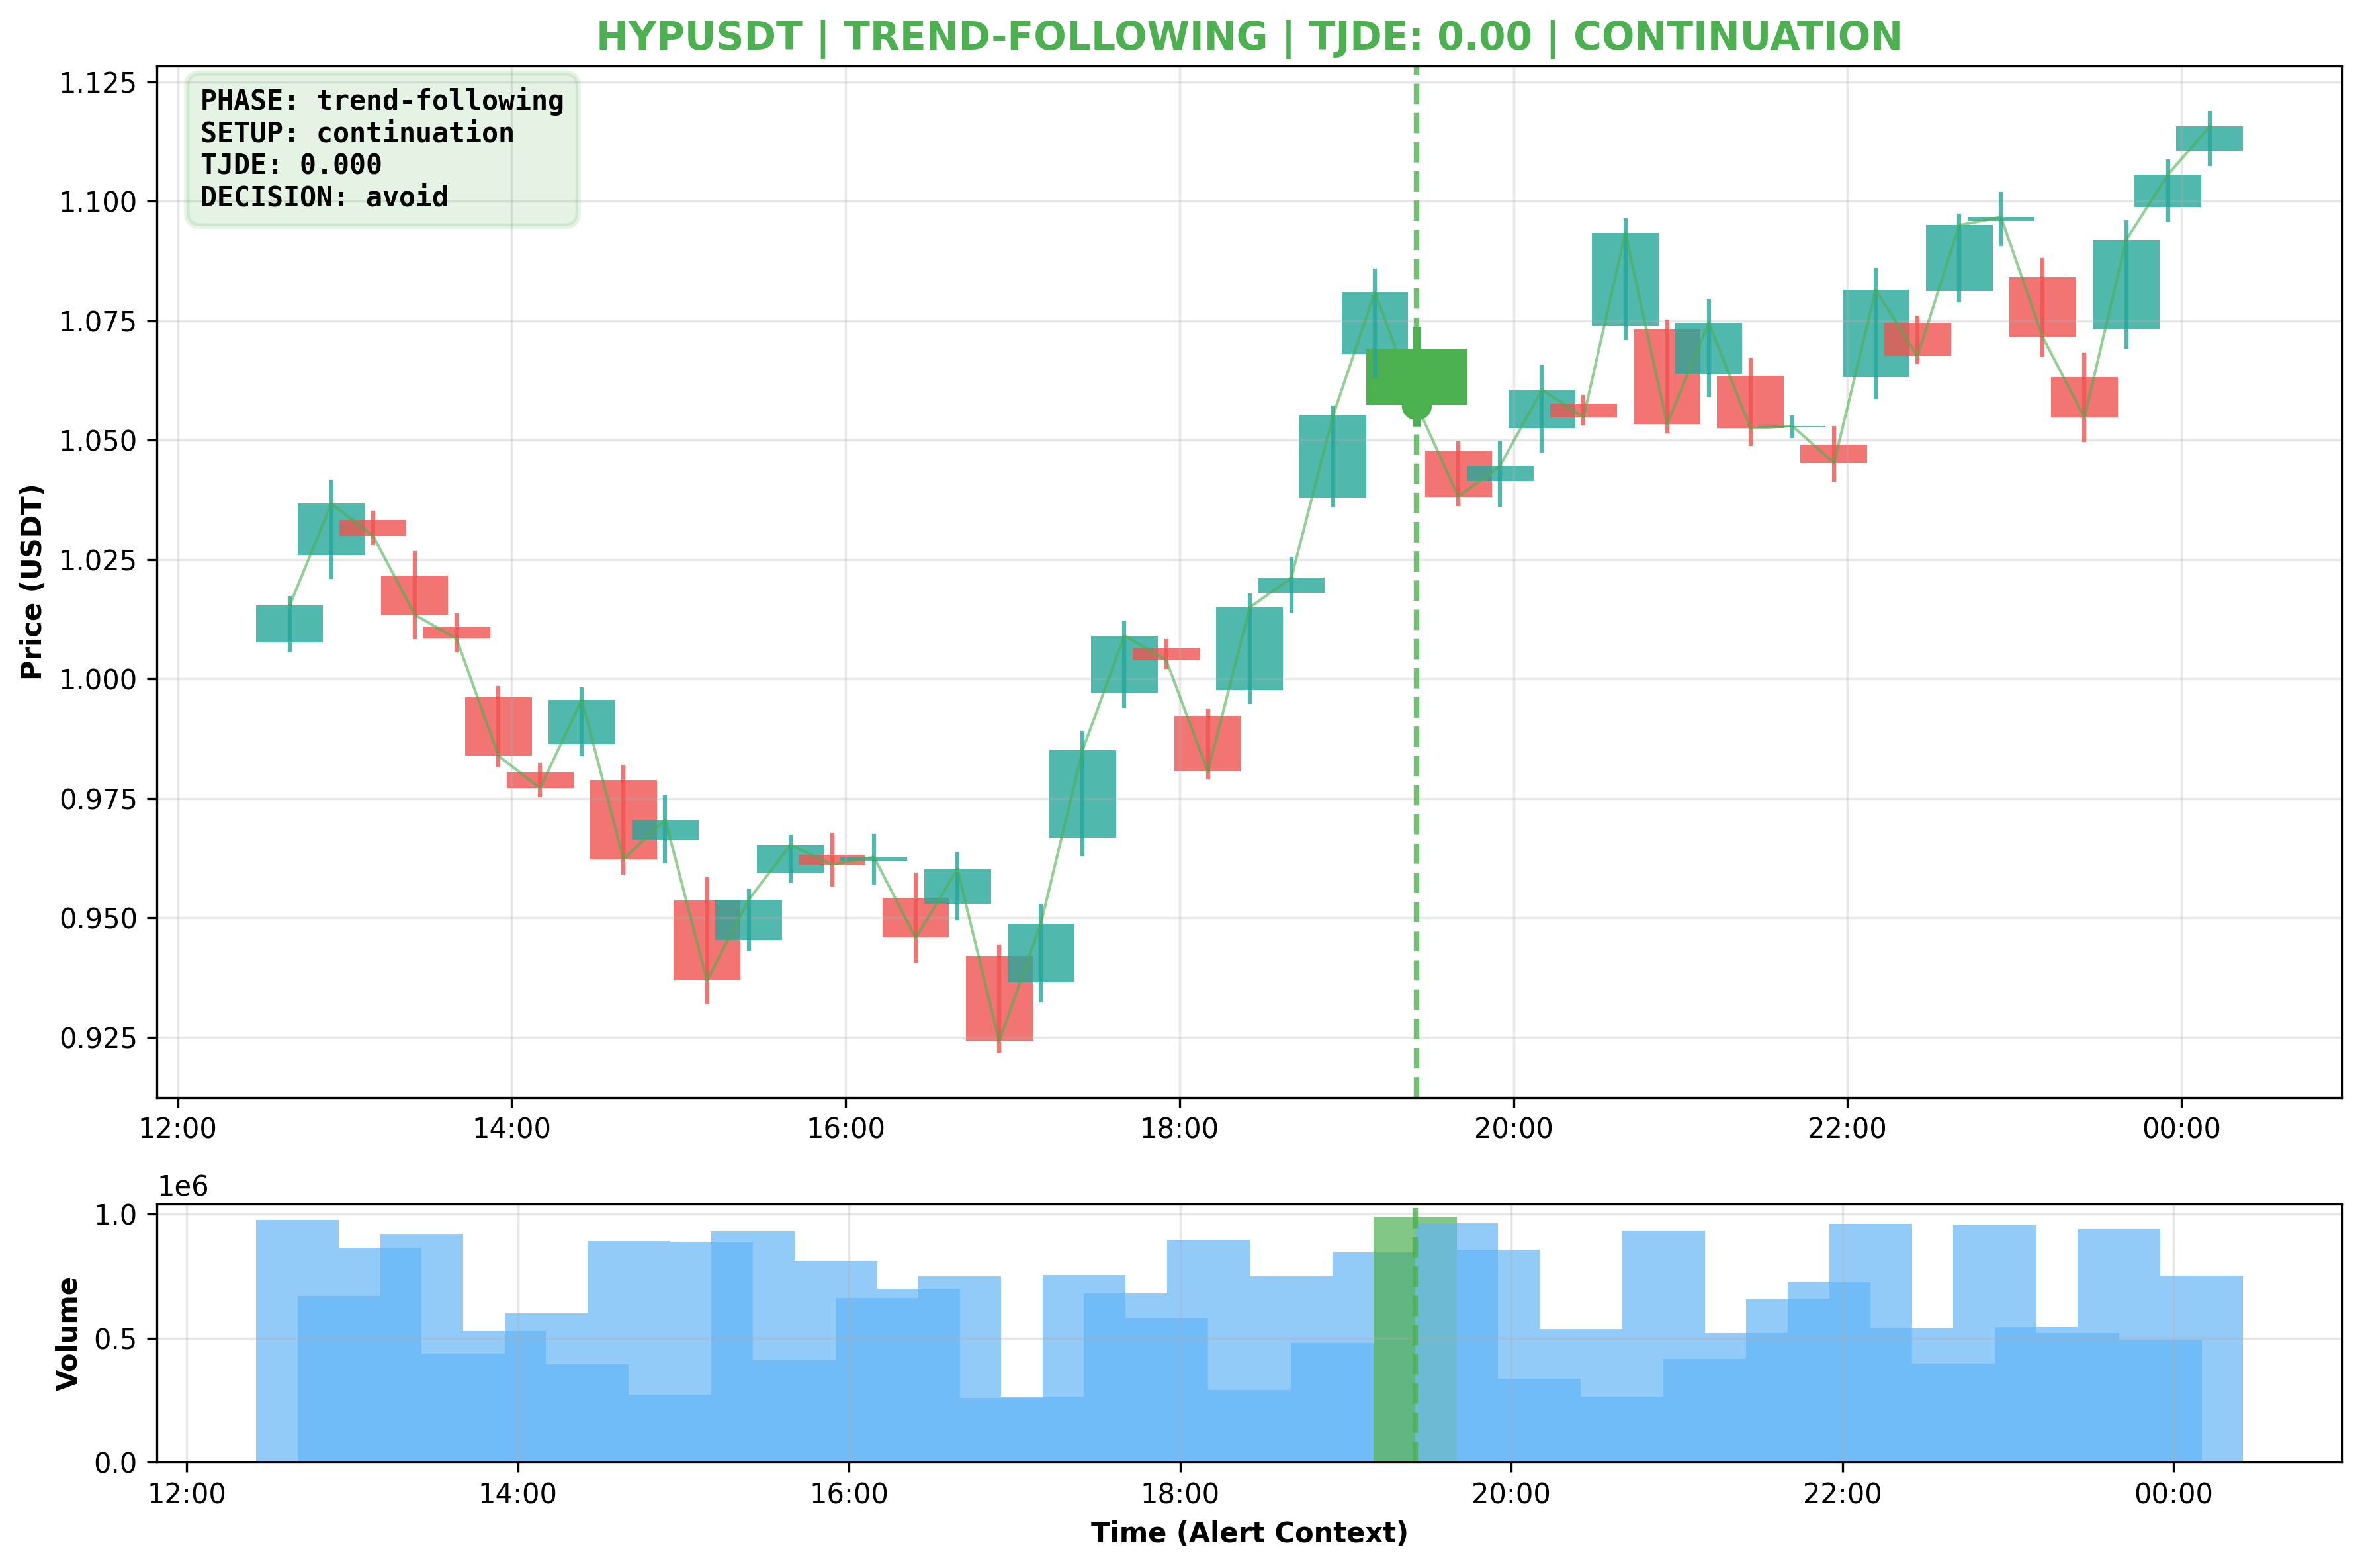 HYPUSDT | TREND-FOLLOWING | TJDE: 0.00 | CONTINUATION
PHASE: trend-following
SETUP: continuation
TJDE: 0.000
DECISION: avoid
1.125
1.100
1.075
1.050
1.025
1.000
0.975
0.950
0.925
Price (USDT)
12:00 14:00 16:00 18:00 20:00 22:00 00:00
1e6
1.0
0.5
0.0
Volume
12:00 14:00 16:00 18:00 20:00 22:00 00:00
Time (Alert Context)